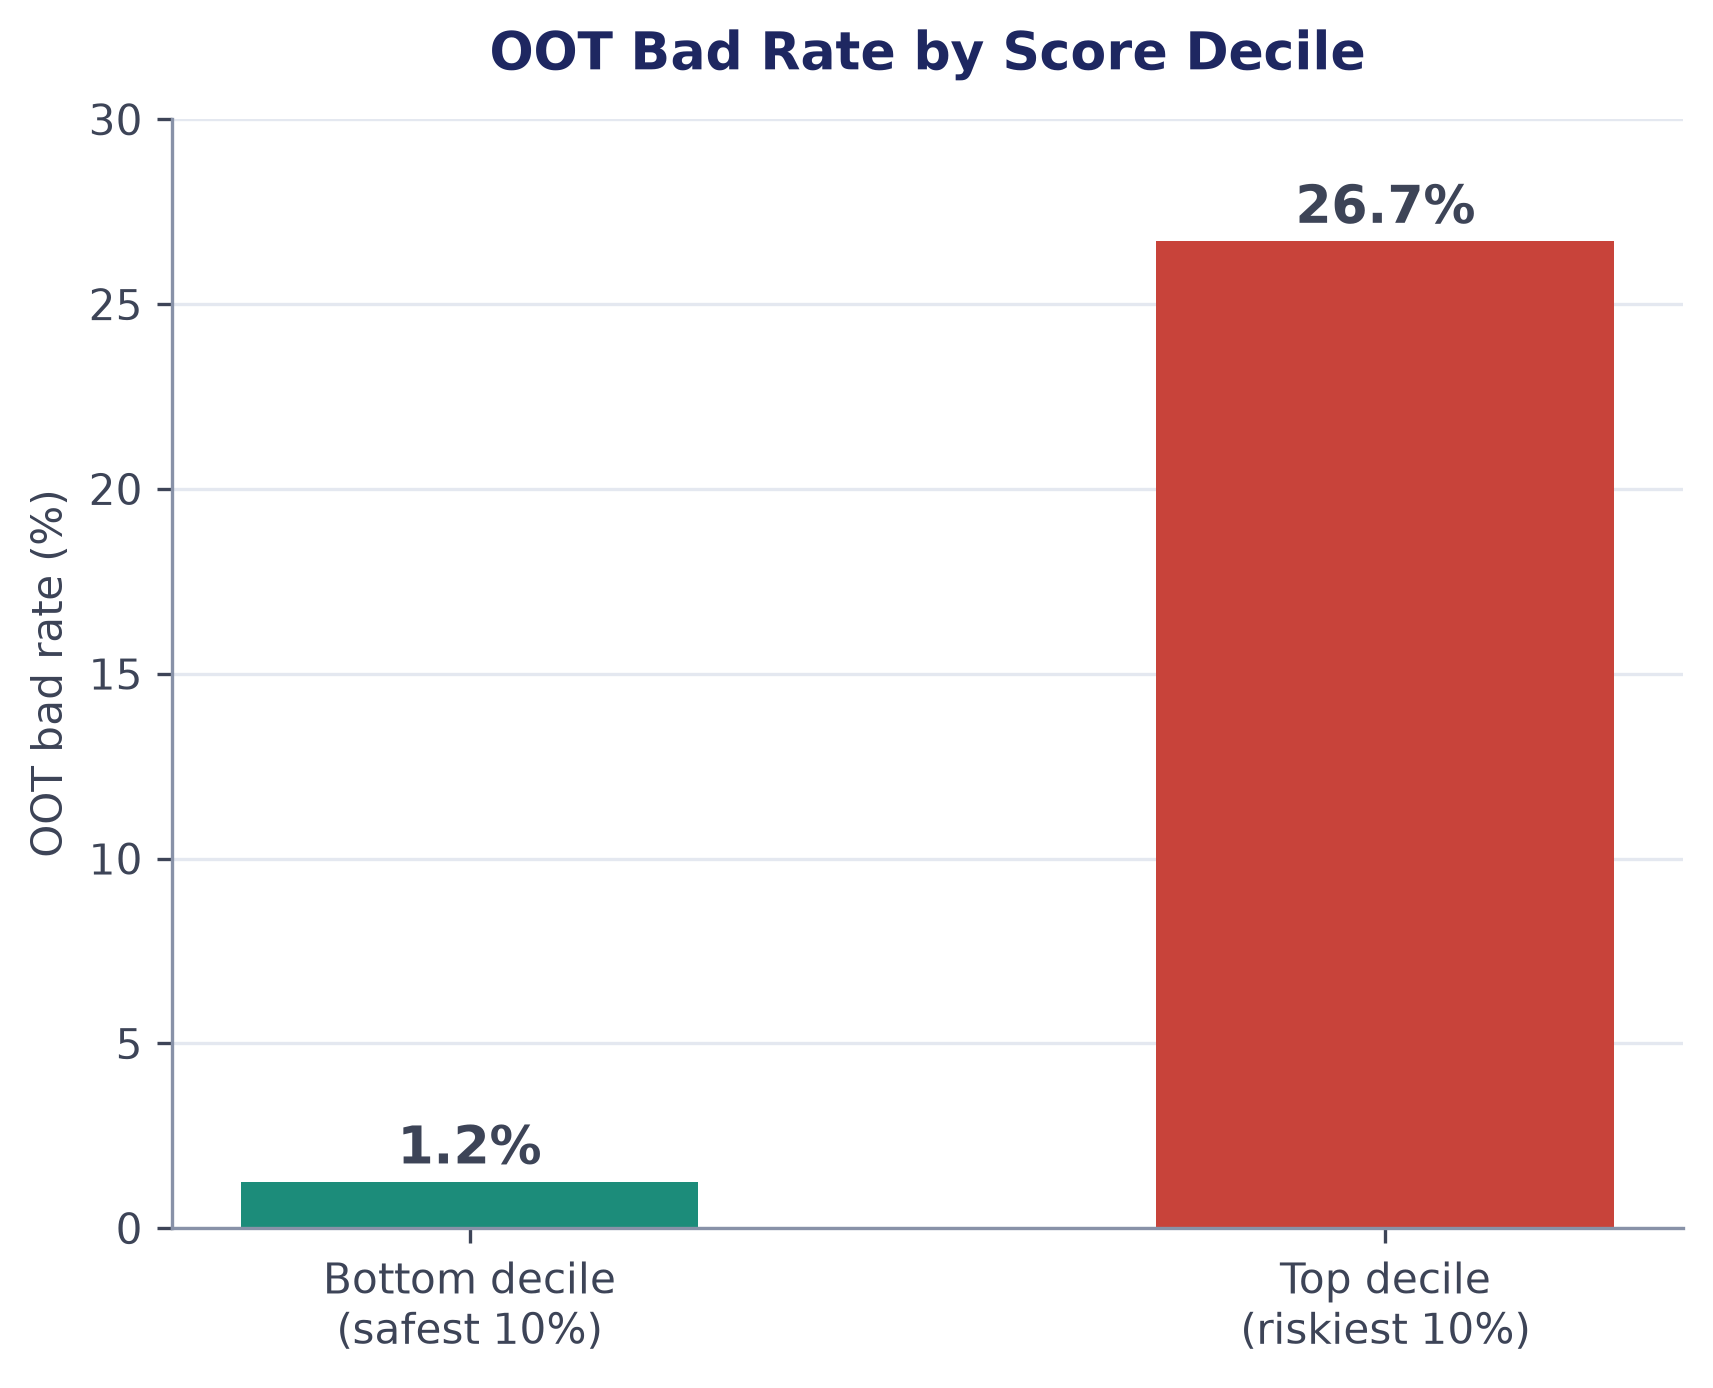 OOT Bad Rate by Score Decile
OOT bad rate (%)
30
25
20
15
10
5
0
1.2%
26.7%
Bottom decile
(safest 10%)
Top decile
(riskiest 10%)